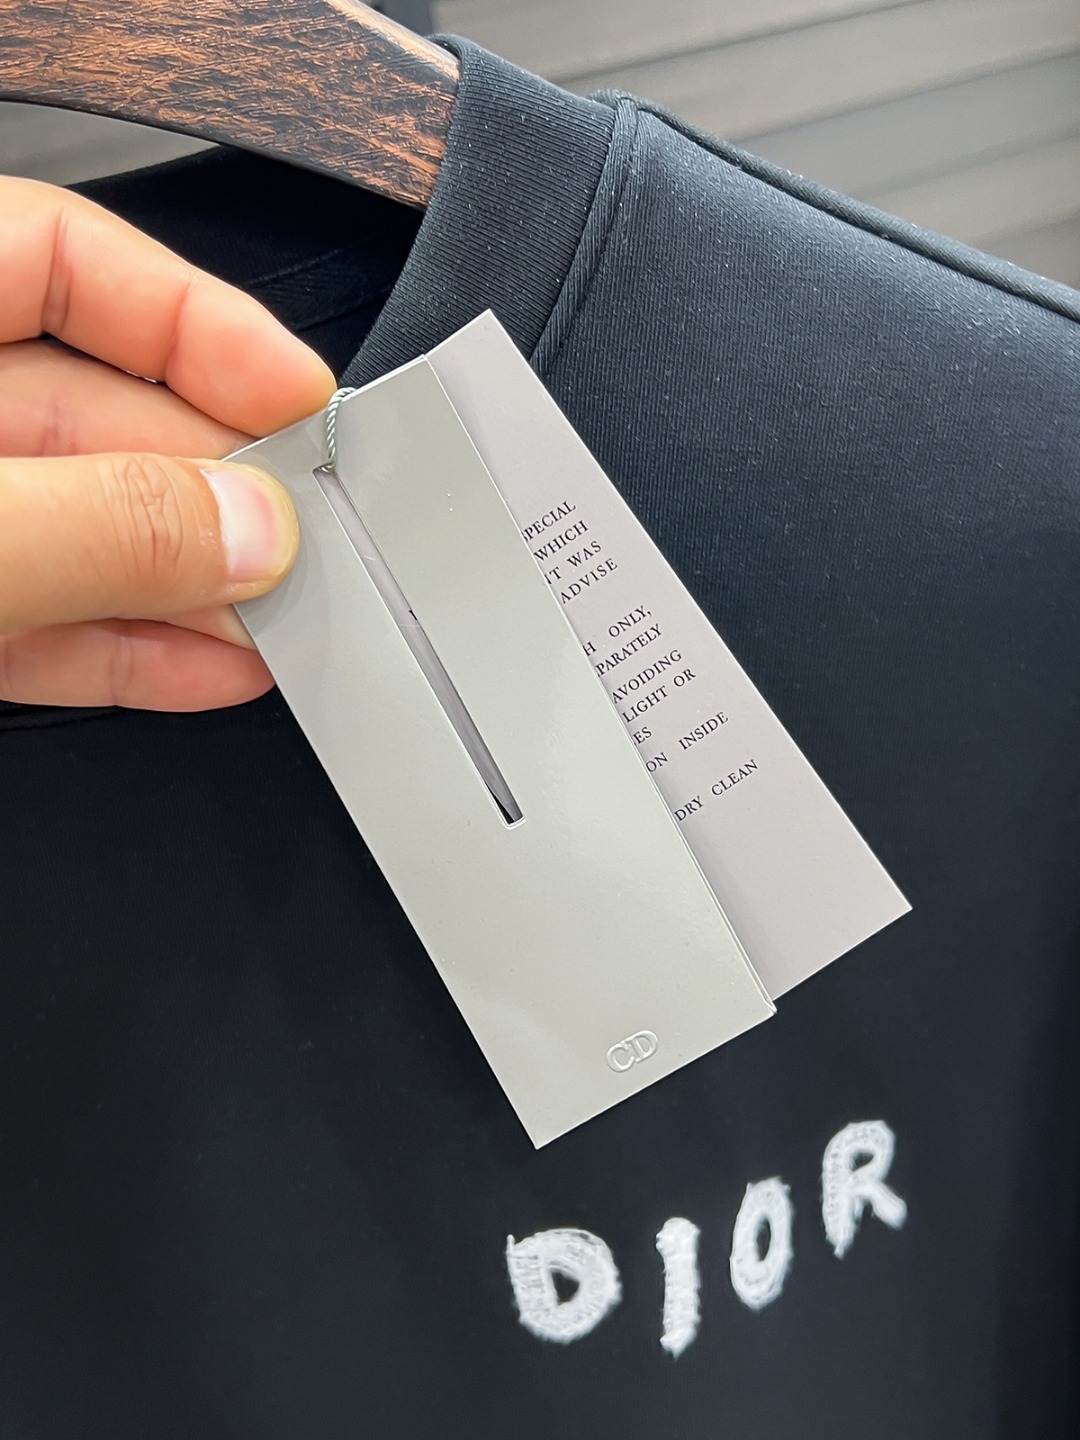 SPECIAL
WHICH
NT WAS
ADVISE
H ONLY,
PARATELY
AVOIDING
LIGHT OR
ES
ON INSIDE
DRY CLEAN
CD
DIOR